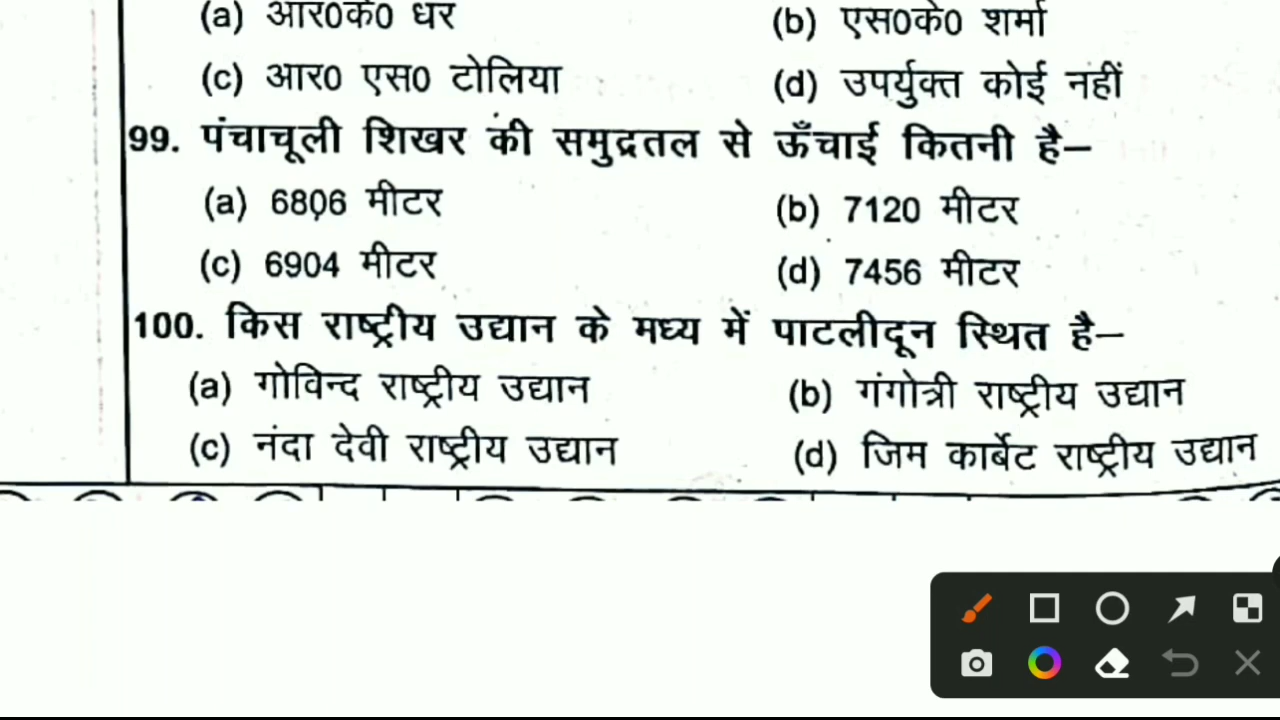 (a) आर0के0 धर (b) एस0के0 शर्मा
(c) आर0 एस0 टोलिया (d) उपर्युक्त कोई नहीं
99. पंचाचूली शिखर की समुद्रतल से ऊँचाई कितनी है–
(a) 6806 मीटर (b) 7120 मीटर
(c) 6904 मीटर (d) 7456 मीटर
100. किस राष्ट्रीय उद्यान के मध्य में पाटलीदून स्थित है–
(a) गोविन्द राष्ट्रीय उद्यान (b) गंगोत्री राष्ट्रीय उद्यान
(c) नंदा देवी राष्ट्रीय उद्यान (d) जिम कार्बेट राष्ट्रीय उद्यान